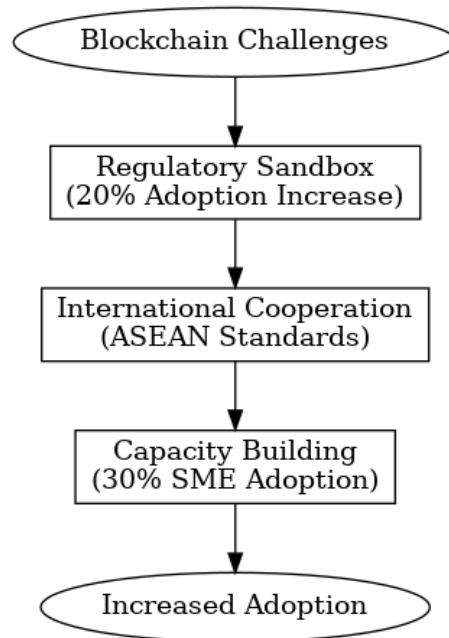 Blockchain Challenges
Regulatory Sandbox
(20% Adoption Increase)
International Cooperation
(ASEAN Standards)
Capacity Building
(30% SME Adoption)
Increased Adoption